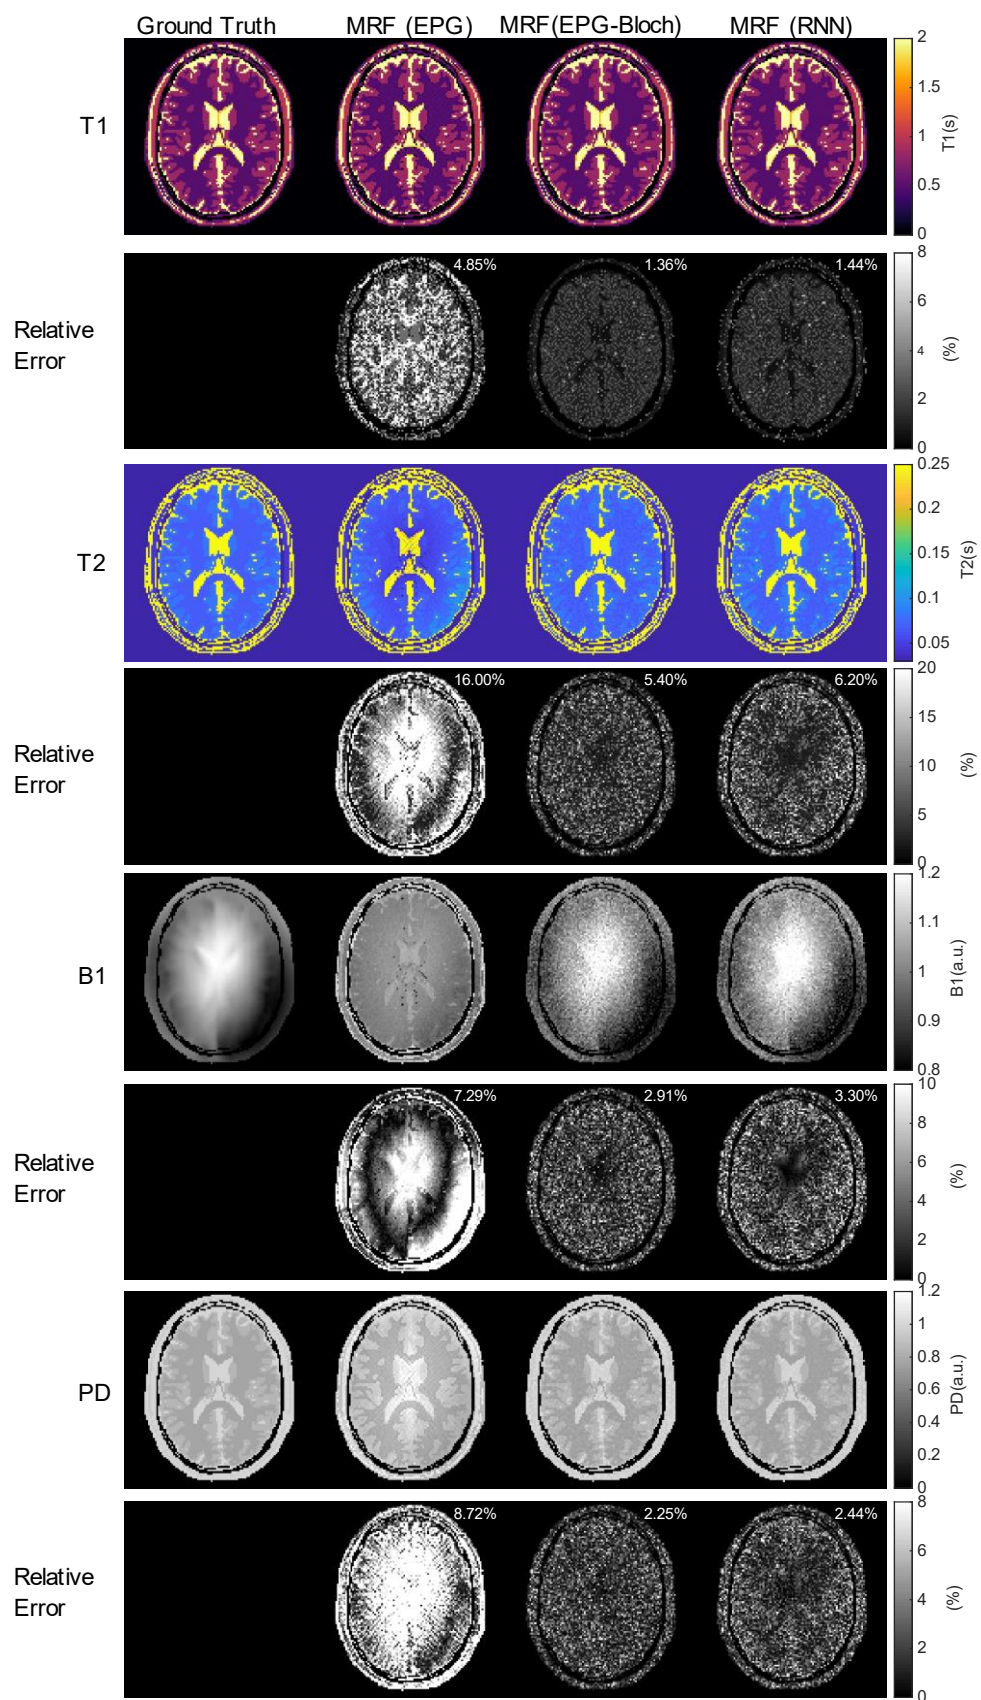 Ground Truth MRF (EPG) MRF(EPG-Bloch) MRF (RNN)
T1
2
1.5
1
0.5
0
T1(s)
4.85% 1.36% 1.44%
Relative
Error
8
6
4
2
0
(%)
T2
0.25
0.2
0.15
0.1
0.05
T2(s)
16.00% 5.40% 6.20%
Relative
Error
20
15
10
5
0
(%)
B1
1.2
1.1
1
0.9
0.8
B1(a.u.)
7.29% 2.91% 3.30%
Relative
Error
10
8
6
4
2
0
(%)
PD
1.2
1
0.8
0.6
0.4
0.2
0
PD(a.u.)
8.72% 2.25% 2.44%
Relative
Error
8
6
4
2
0
(%)